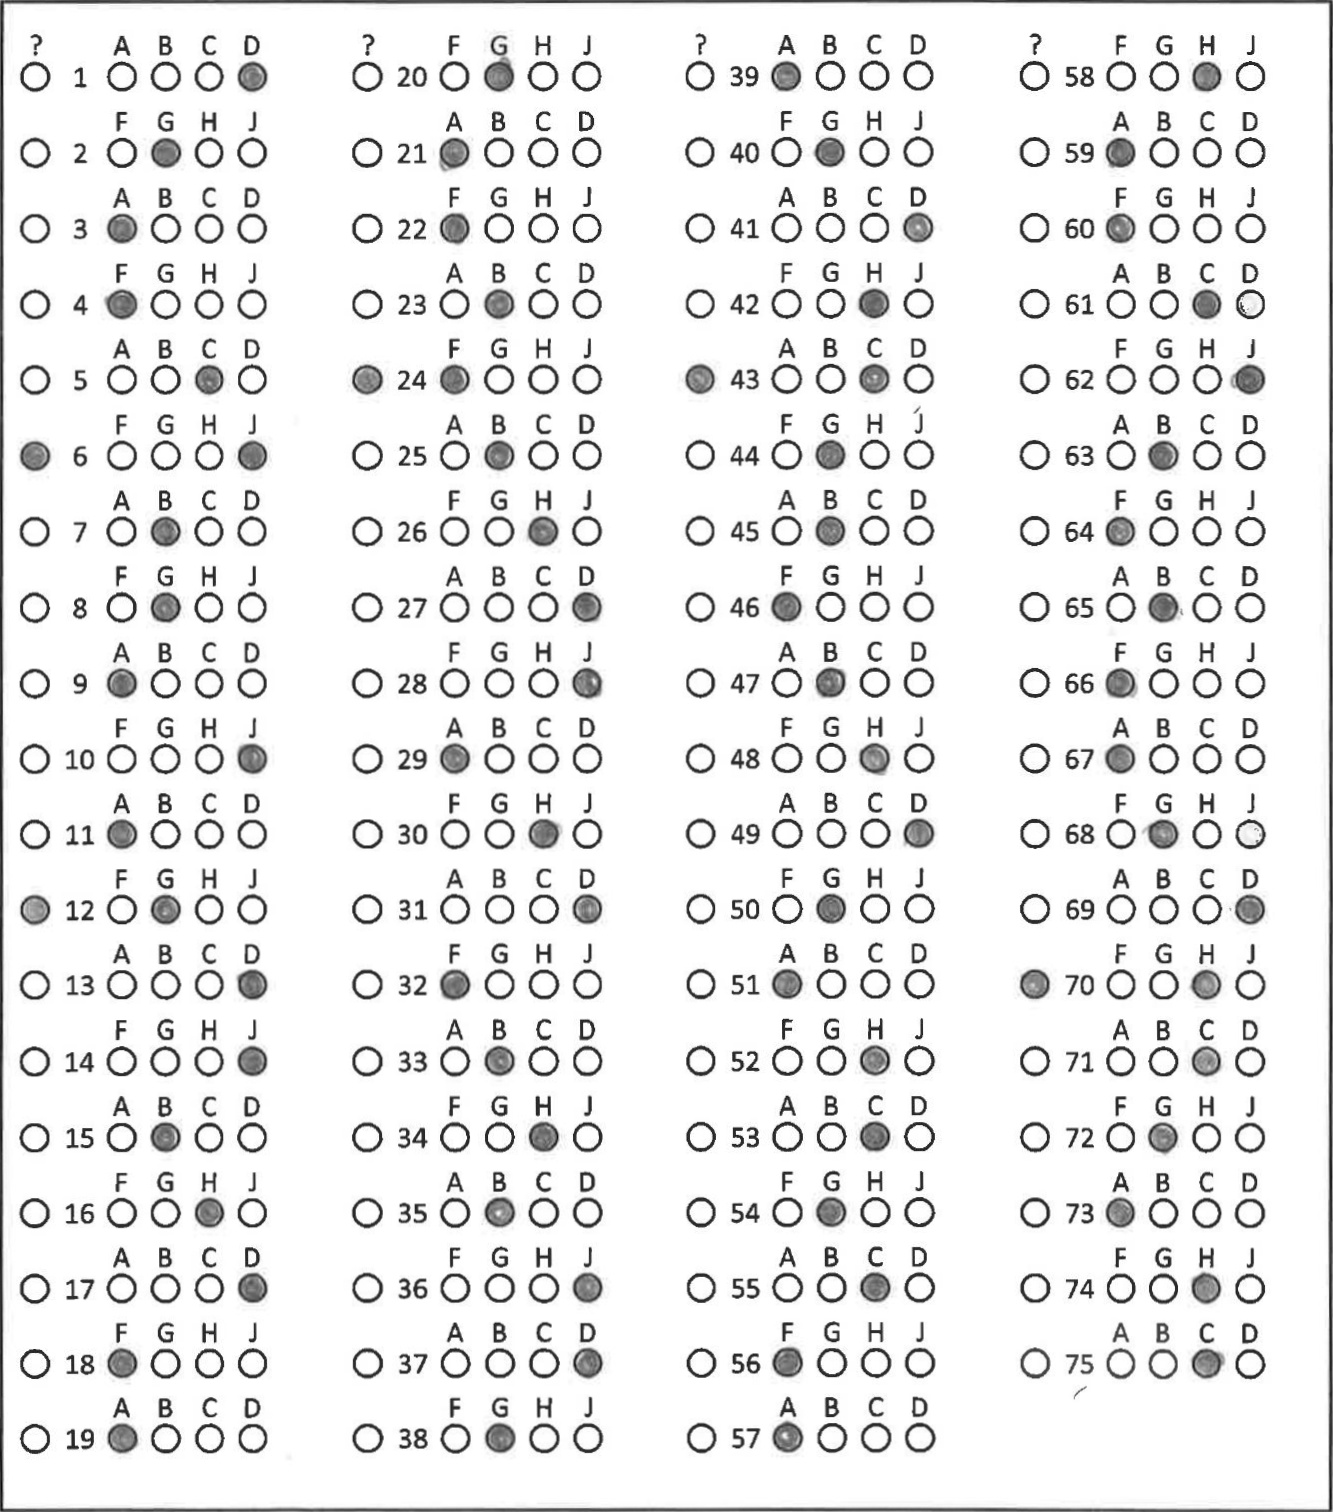 ? A B C D
1
F G H J
2
A B C D
3
F G H J
4
A B C D
5
F G H J
6
A B C D
7
F G H J
8
A B C D
9
F G H J
10
A B C D
11
F G H J
12
A B C D
13
F G H J
14
A B C D
15
F G H J
16
A B C D
17
F G H J
18
A B C D
19
? F G H J
20
A B C D
21
F G H J
22
A B C D
23
F G H J
24
A B C D
25
F G H J
26
A B C D
27
F G H J
28
A B C D
29
F G H J
30
A B C D
31
F G H J
32
A B C D
33
F G H J
34
A B C D
35
F G H J
36
A B C D
37
F G H J
38
? A B C D
39
F G H J
40
A B C D
41
F G H J
42
A B C D
43
F G H J
44
A B C D
45
F G H J
46
A B C D
47
F G H J
48
A B C D
49
F G H J
50
A B C D
51
F G H J
52
A B C D
53
F G H J
54
A B C D
55
F G H J
56
A B C D
57
? F G H J
58
A B C D
59
F G H J
60
A B C D
61
F G H J
62
A B C D
63
F G H J
64
A B C D
65
F G H J
66
A B C D
67
F G H J
68
A B C D
69
F G H J
70
A B C D
71
F G H J
72
A B C D
73
F G H J
74
A B C D
75